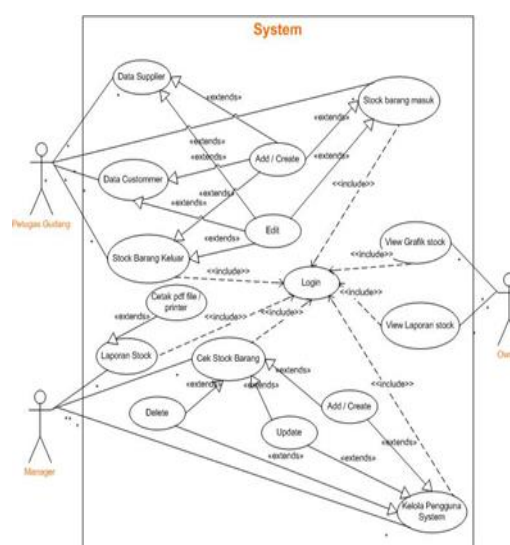 System
Data Supplier
«extends»
Stock barang masuk
«extends»
«extends»
«extends»
«extends»
Add / Create
Data Custommer
«extends»
Petugas Gudang
<<include>>
Edit
«extends»
Stock Barang Keluar
<<include>>
View Grafik stock
<<include>>
Login
Cetak pdf file /
printer
<<include>>
«extends»
<<include>>
<<include>>
View Laporan stock
Ow
Laporan Stock
Cek Stock Barang
<<include>>
«extends»
«extends»
Add / Create
Delete
Update
«extends»
«extends»
«extends»
Manager
Kelola Pengguna
System